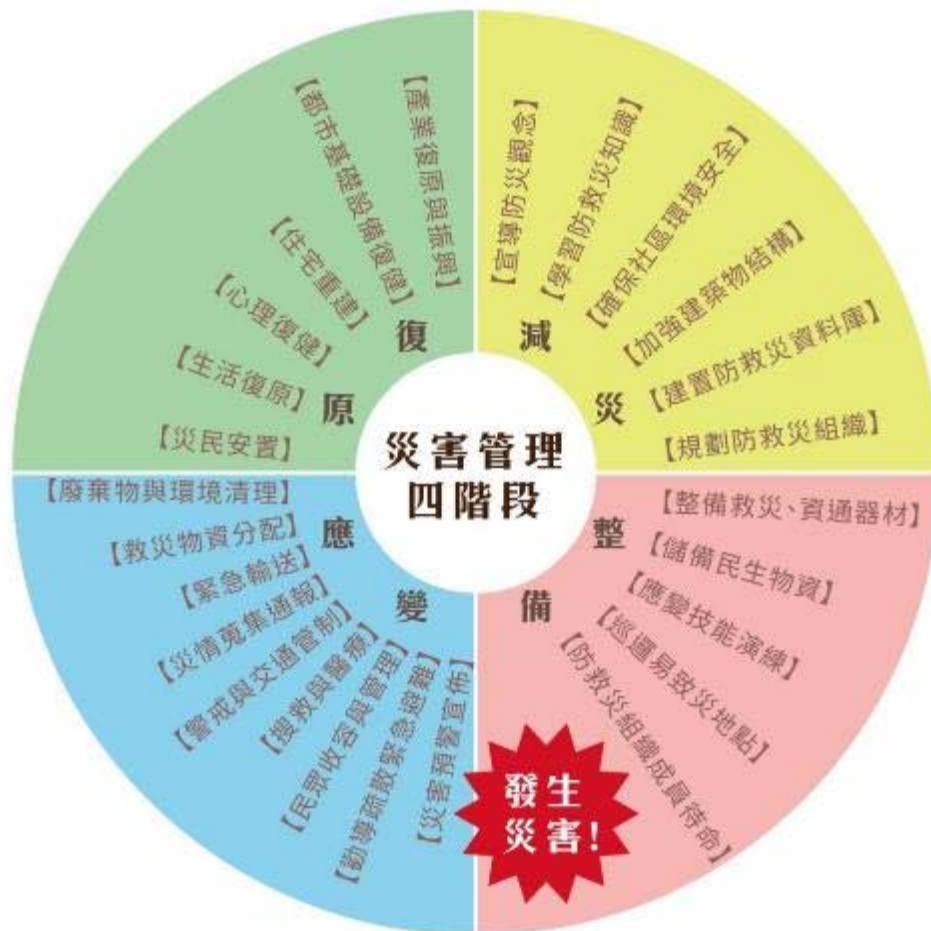 災害管理
四階段
減災
【宣導防災觀念】
【學習防救災知識】
【確保社區環境安全】
【加強建築物結構】
【建置防救災資料庫】
【規劃防救災組織】
整備
【整備救災、資通器材】
【儲備民生物資】
【應變技能演練】
【巡邏易致災地點】
【防救災組織成員待命】
發生
災害!
應變
【災害預警宣佈】
【勸導疏散緊急避難】
【民眾收容與管理】
【搜救與醫療】
【警戒與交通管制】
【災情蒐集通報】
【緊急輸送】
【救災物資分配】
【廢棄物與環境清理】
復原
【災民安置】
【生活復原】
【心理復健】
【住宅重建】
【都市基礎設備復健】
【產業復原與振興】